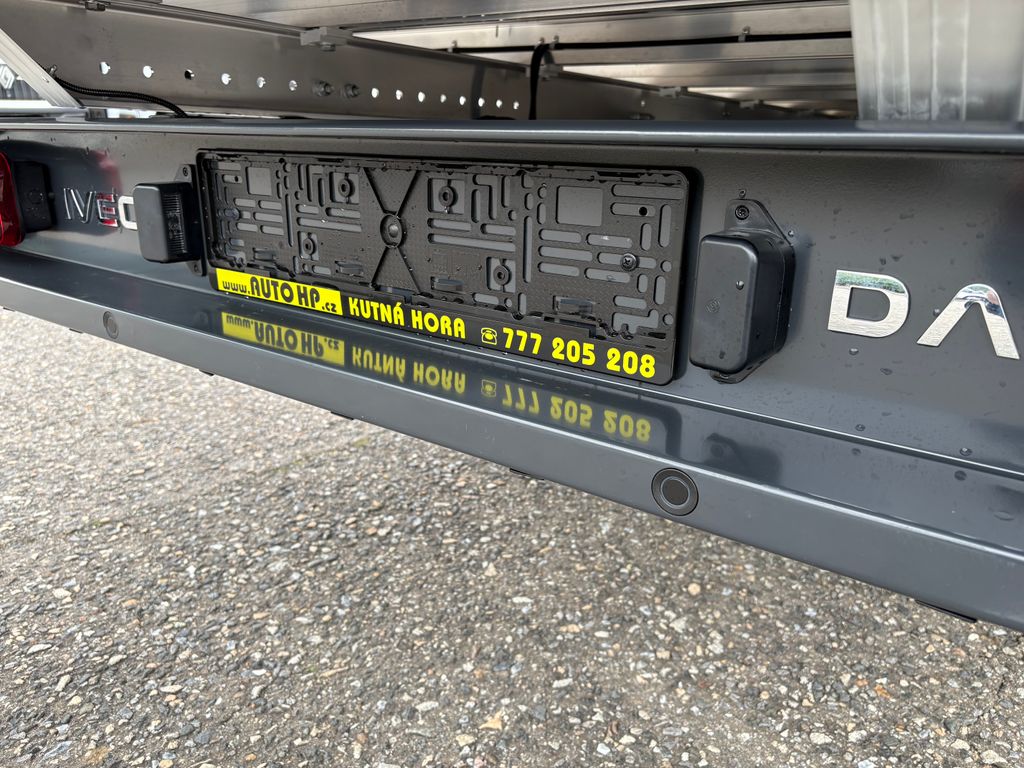 IVECO
www.AUTOHP.cz KUTNÁ HORA ☎ 777 205 208
DA